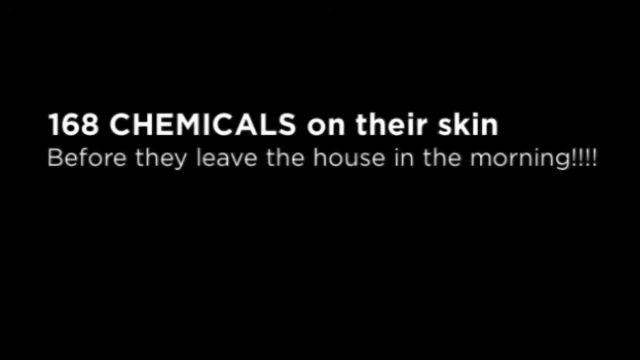 168 CHEMICALS on their skin
Before they leave the house in the morning!!!!